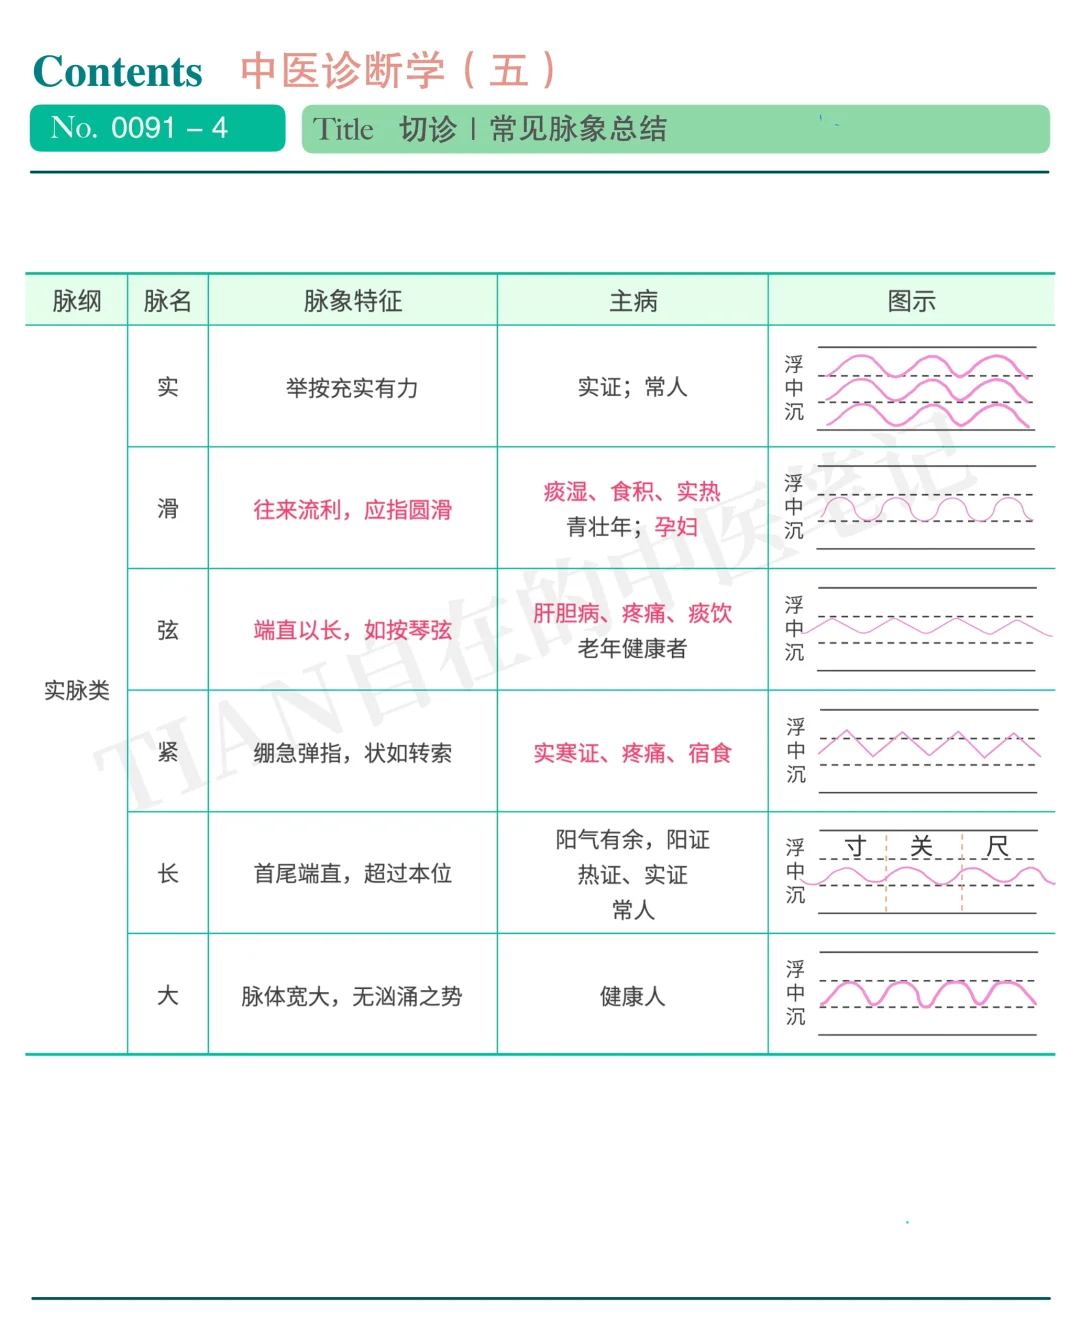 Contents 中医诊断学（五）
No. 0091 – 4
Title 切诊 | 常见脉象总结
脉纲 脉名 脉象特征 主病 图示
实脉类
实 举按充实有力 实证；常人 浮中沉
滑 往来流利，应指圆滑 痰湿、食积、实热
青壮年；孕妇
浮中沉
弦 端直以长，如按琴弦 肝胆病、疼痛、痰饮
老年健康者
浮中沉
紧 绷急弹指，状如转索 实寒证、疼痛、宿食 浮中沉
长 首尾端直，超过本位 阳气有余，阳证
热证、实证
常人
浮中沉 寸 关 尺
大 脉体宽大，无汹涌之势 健康人 浮中沉
TIAN自在的中医笔记